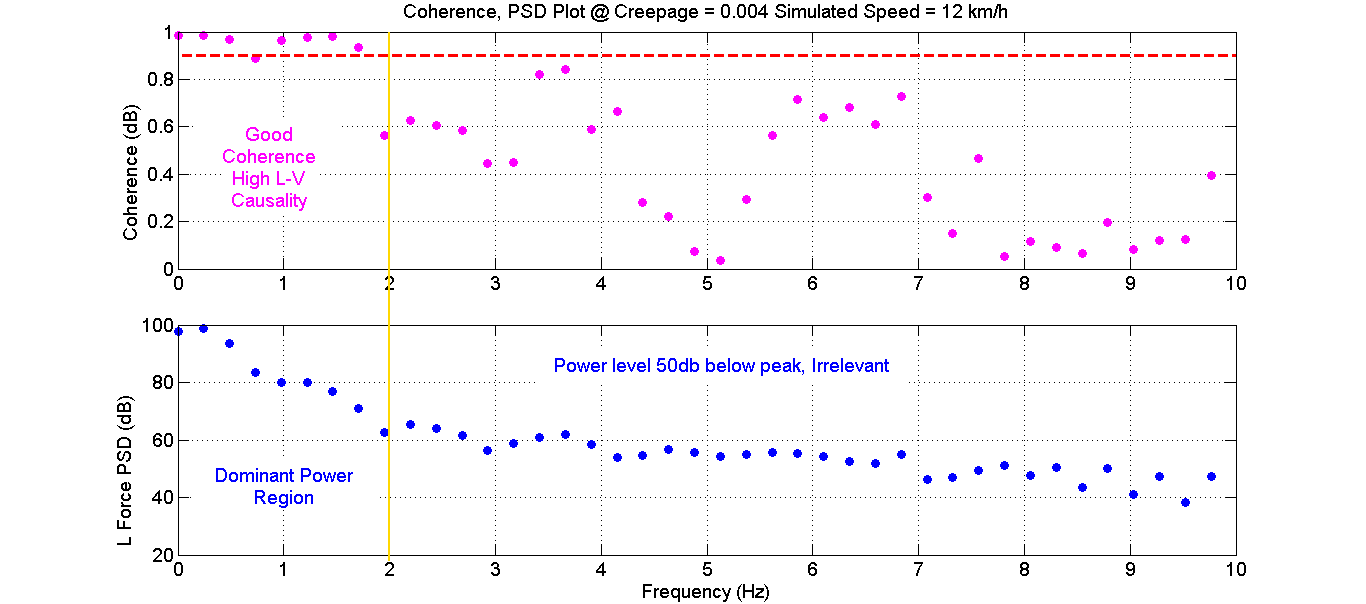 Coherence, PSD Plot @ Creepage = 0.004 Simulated Speed = 12 km/h
1
0.8
0.6
0.4
0.2
0
Coherence (dB)
Good
Coherence
High L-V
Causality
0 1 2 3 4 5 6 7 8 9 10
100
80
60
40
20
L Force PSD (dB)
Power level 50db below peak, Irrelevant
Dominant Power
Region
0 1 2 3 4 5 6 7 8 9 10
Frequency (Hz)